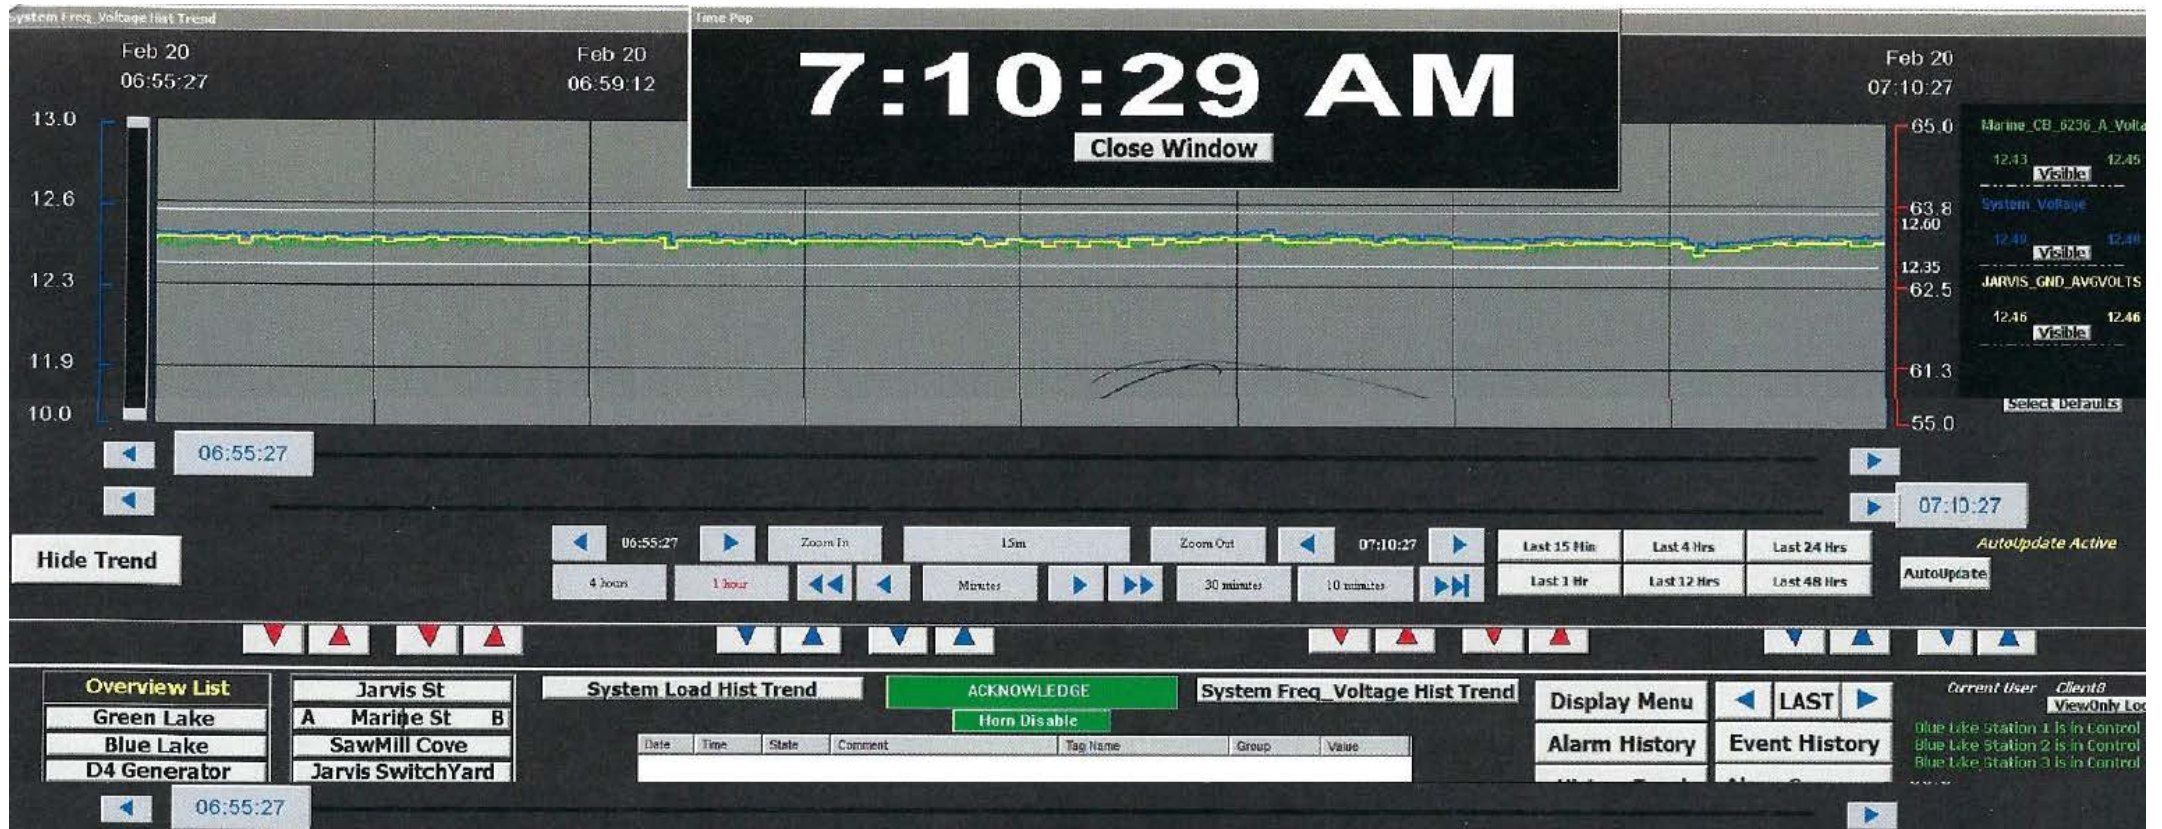 System Freq_Voltage Hist Trend
Time Pop
Feb 20
06:55:27
Feb 20
06:59:12
7:10:29 AM
Close Window
Feb 20
07:10:27
13.0
12.6
12.3
11.9
10.0
65.0
63.8
12.60
12.35
62.5
61.3
55.0
Marine_CB_6236_A_Volta
12.43 12.45
Visible
System Voltage
12.49 12.48
Visible
JARVIS_GND_AVGVOLTS
12.46 12.46
Visible
Select Defaults
06:55:27
07:10:27
Hide Trend
06:55:27 Zoom In 15m Zoom Out 07:10:27
4 hours 1 hour Minutes 30 minutes 10 minutes
Last 15 Min Last 4 Hrs Last 24 Hrs
Last 1 Hr Last 12 Hrs Last 48 Hrs
AutoUpdate Active
AutoUpdate
Overview List
Green Lake
Blue Lake
D4 Generator
Jarvis St
A Marine St B
SawMill Cove
Jarvis SwitchYard
System Load Hist Trend
ACKNOWLEDGE
Horn Disable
System Freq_Voltage Hist Trend
Date Time State Comment Tag Name Group Value
Display Menu
Alarm History
LAST
Event History
Current User Client8
ViewOnly Loc
Blue Lake Station 1 is in Control
Blue Lake Station 2 is in Control
Blue Lake Station 3 is in Control
06:55:27